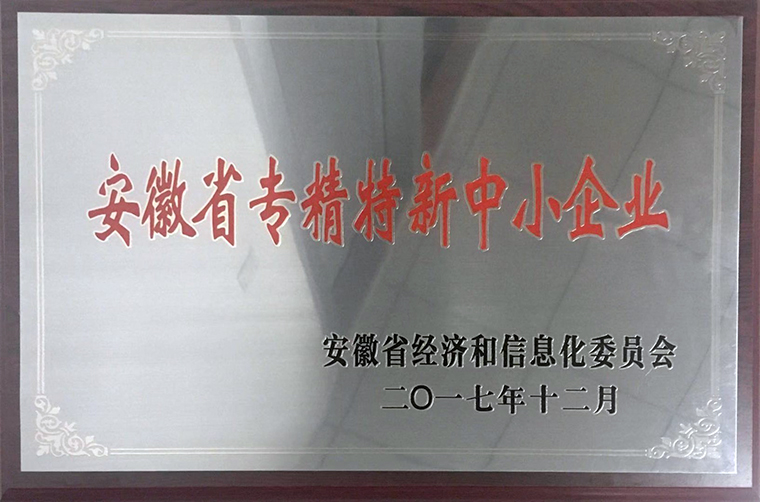 安徽省专精特新中小企业
安徽省经济和信息化委员会
二〇一七年十二月